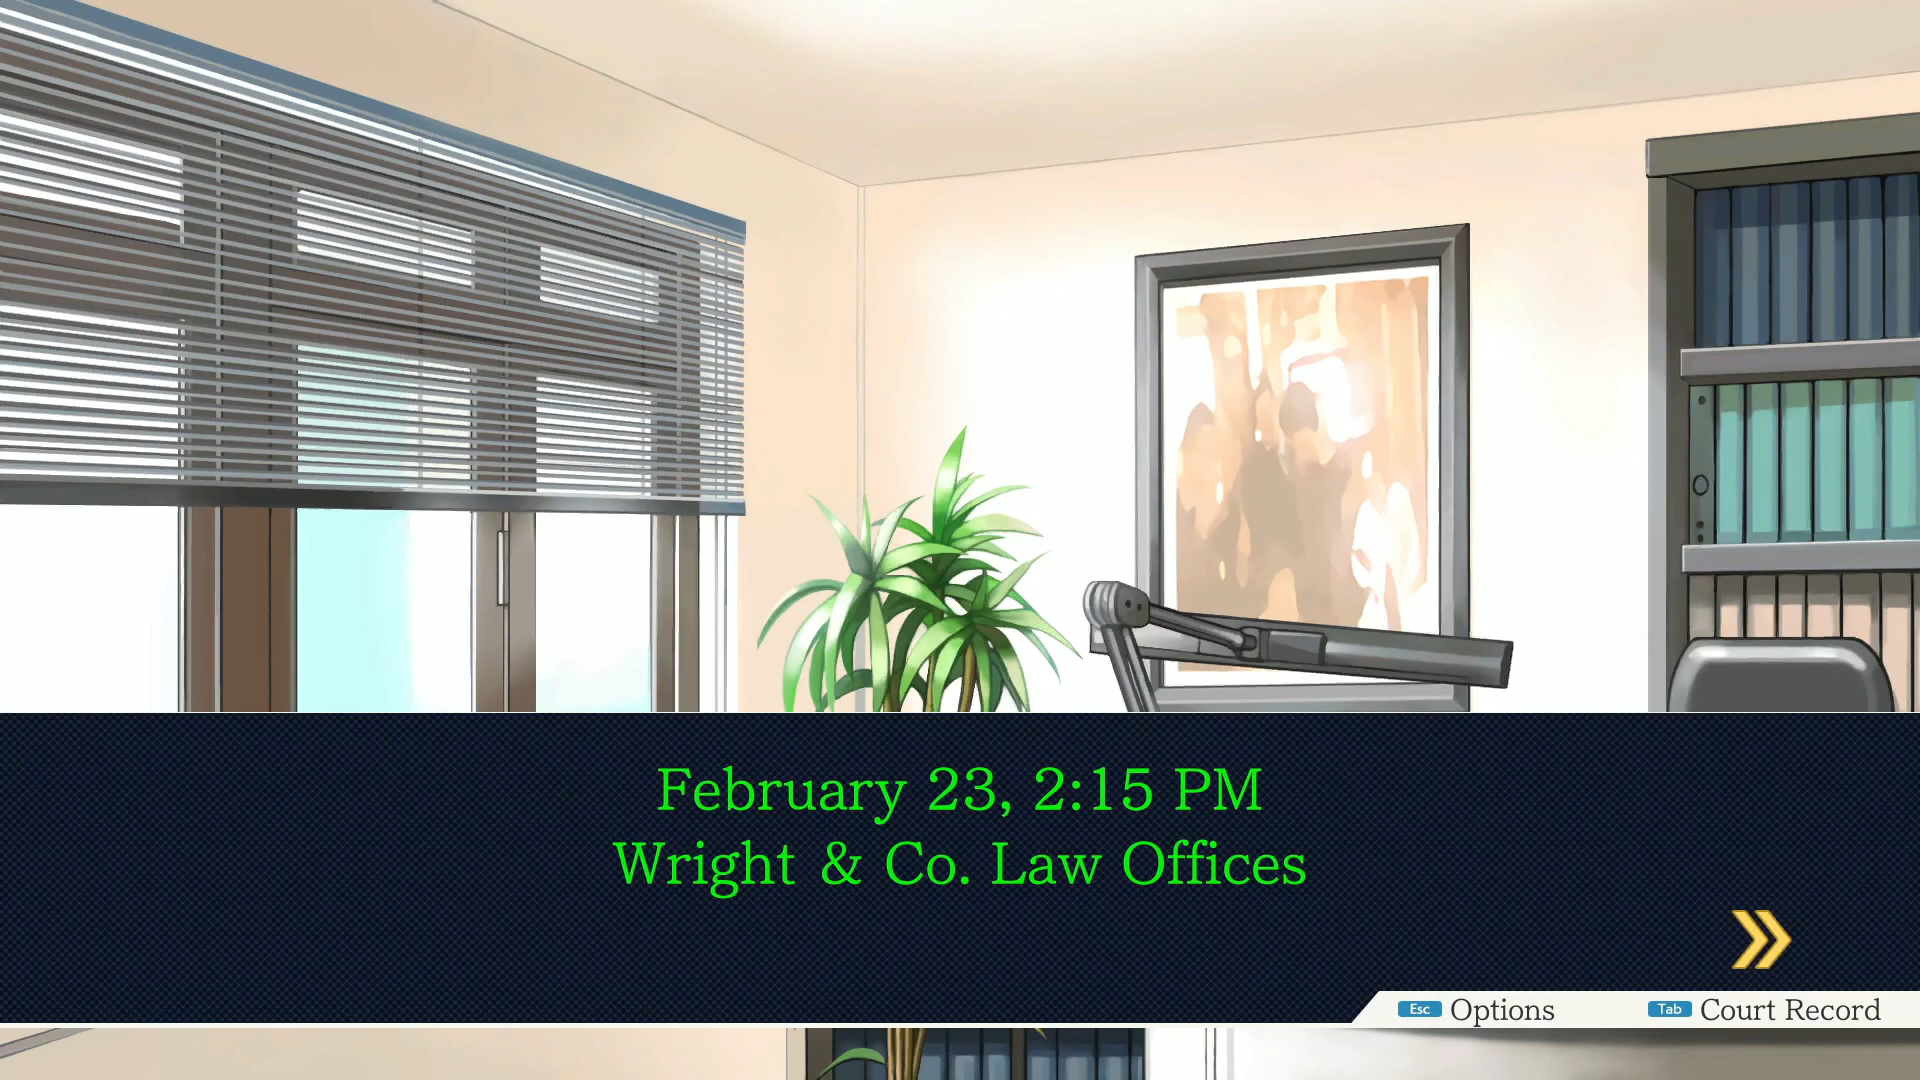 February 23, 2:15 PM
Wright & Co. Law Offices
Esc Options Tab Court Record